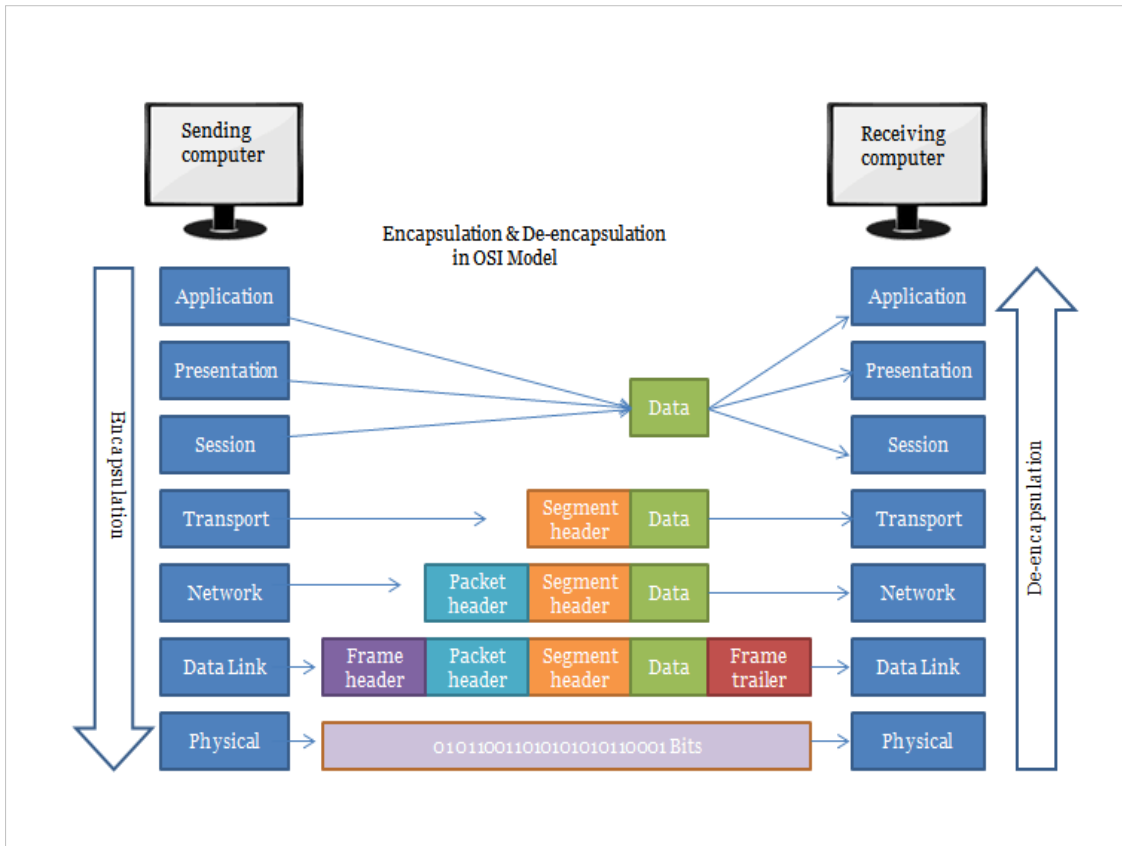 Sending
computer
Receiving
computer
Encapsulation & De-encapsulation
in OSI Model
Encapsulation
De-encapsulation
Application
Application
Presentation
Data
Presentation
Session
Session
Transport
Segment
header
Data
Transport
Network
Packet
header
Segment
header
Data
Network
Data Link
Frame
header
Packet
header
Segment
header
Data
Frame
trailer
Data Link
Physical
010110011010101010110001 Bits
Physical